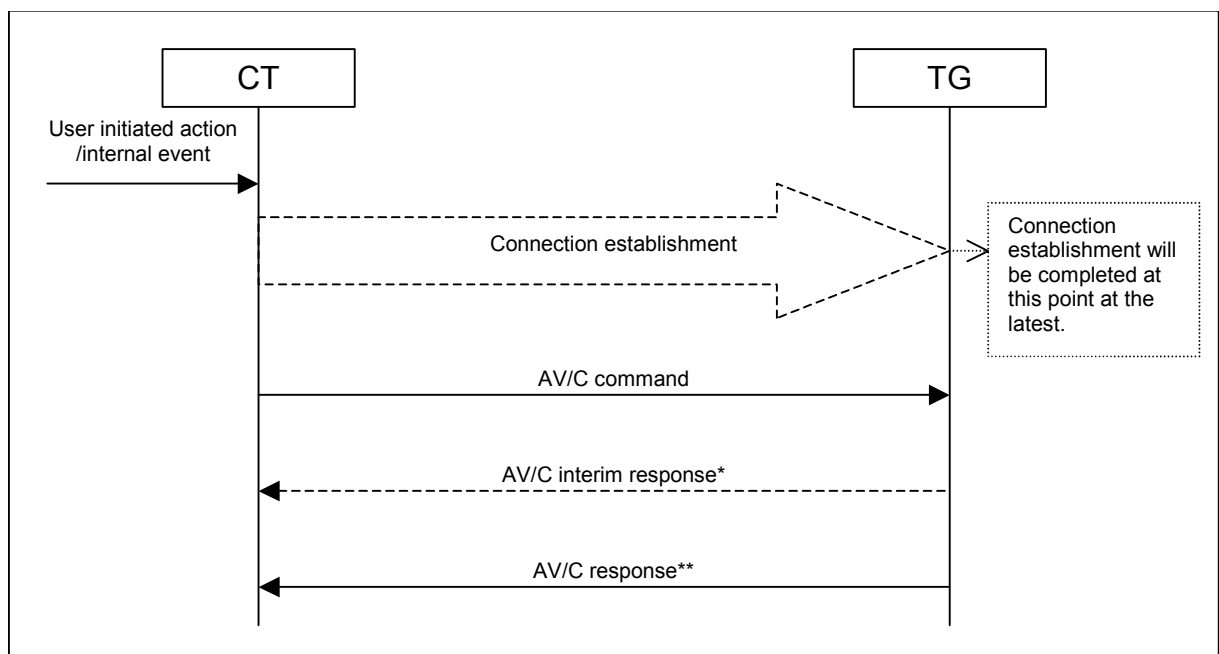 CT
TG
User initiated action
/internal event
Connection establishment
Connection
establishment will
be completed at
this point at the
latest.
AV/C command
AV/C interim response*
AV/C response**